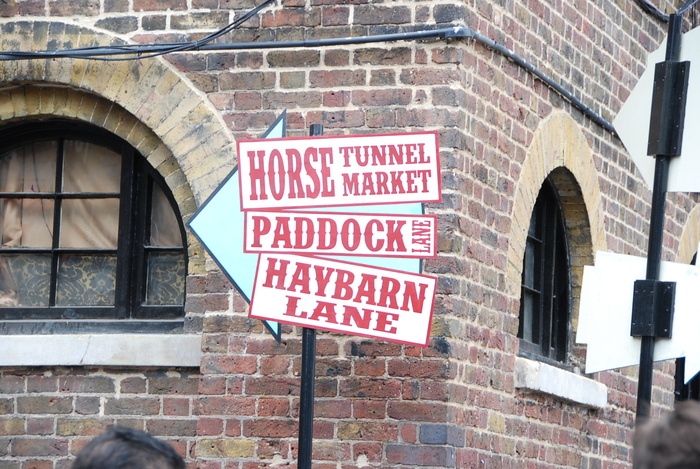 HORSE TUNNEL
MARKET
PADDOCK LANE
HAYBARN
LANE